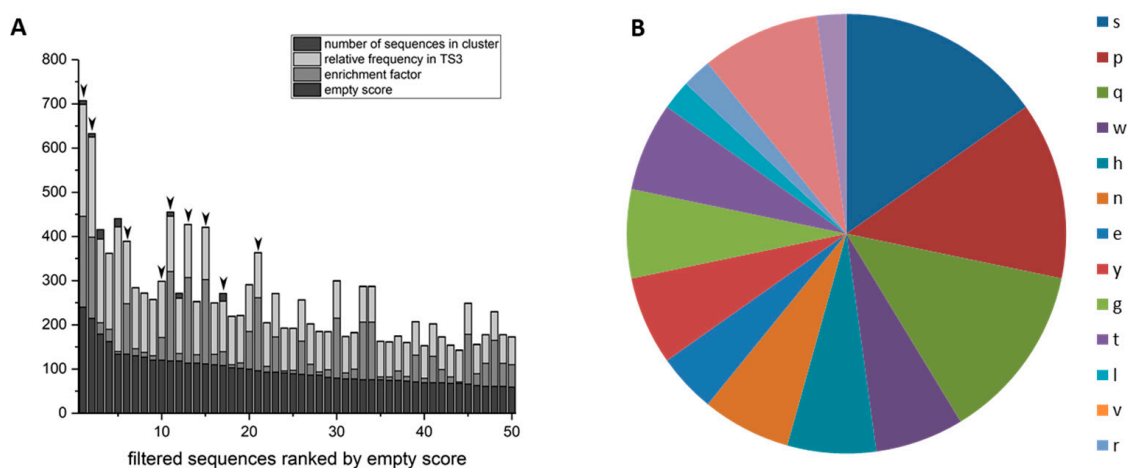 A
number of sequences in cluster
relative frequency in TS3
enrichment factor
empty score
800
700
600
500
400
300
200
100
0
10
20
30
40
50
filtered sequences ranked by empty score
B
s
p
q
w
h
n
e
y
g
t
l
v
r